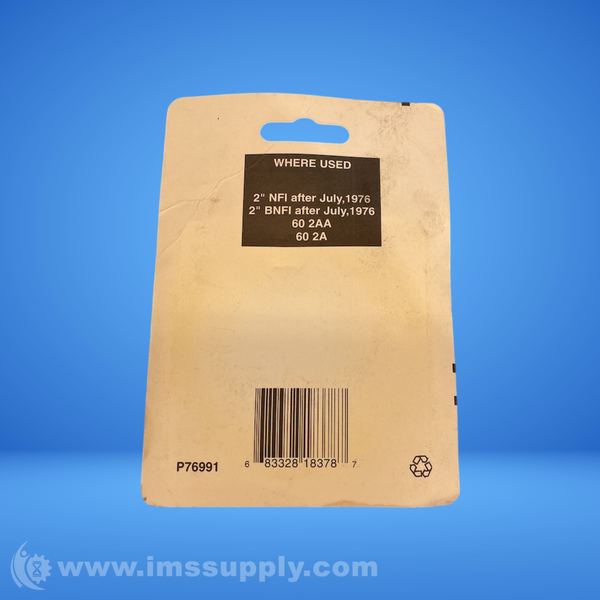 WHERE USED
2" NFI after July,1976
2" BNFI after July,1976
60 2AA
60 2A
P76991
6 83328 18378 7
www.imssupply.com